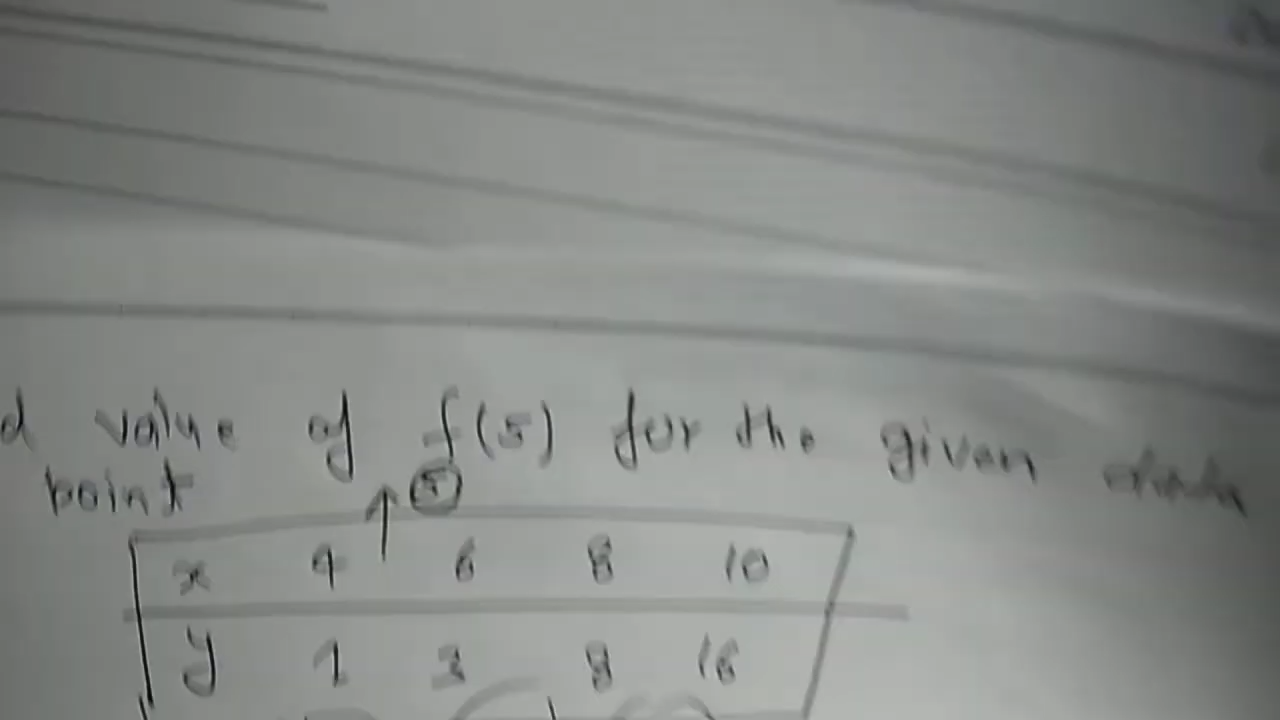 d value of f(5) for the given data
point ↑ 5
x 4 6 8 10
y 1 3 8 16